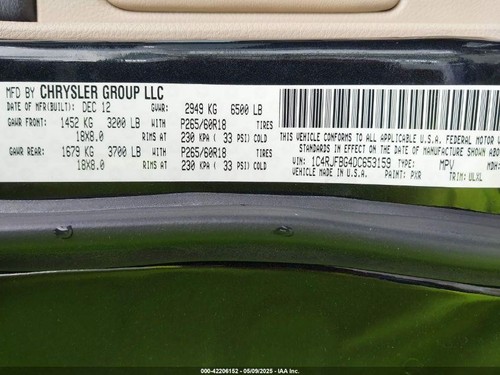 MFD BY CHRYSLER GROUP LLC
DATE OF MFR(BUILT): DEC 12 GVWR: 2949 KG 6500 LB
GAWR FRONT: 1452 KG 3200 LB P265/60R18 TIRES
18X8.0 RIMS AT 230 KPA ( 33 PSI) COLD
GAWR REAR: 1679 KG 3700 LB P265/60R18 TIRES
18X8.0 RIMS AT 230 KPA ( 33 PSI) COLD
THIS VEHICLE CONFORMS TO ALL APPLICABLE U.S.A. FEDERAL MOTOR
VEHICLE SAFETY
IN EFFECT ON THE DATE OF MANUFACTURE SHOWN
VIN: 1C4RJFBG4DC653159 TYPE: MPV MDH:
VEHICLE MADE IN U.S.A. PAINT: PXR TRIM: ULXL
000-42206152 - 05/09/2025 - IAA Inc.